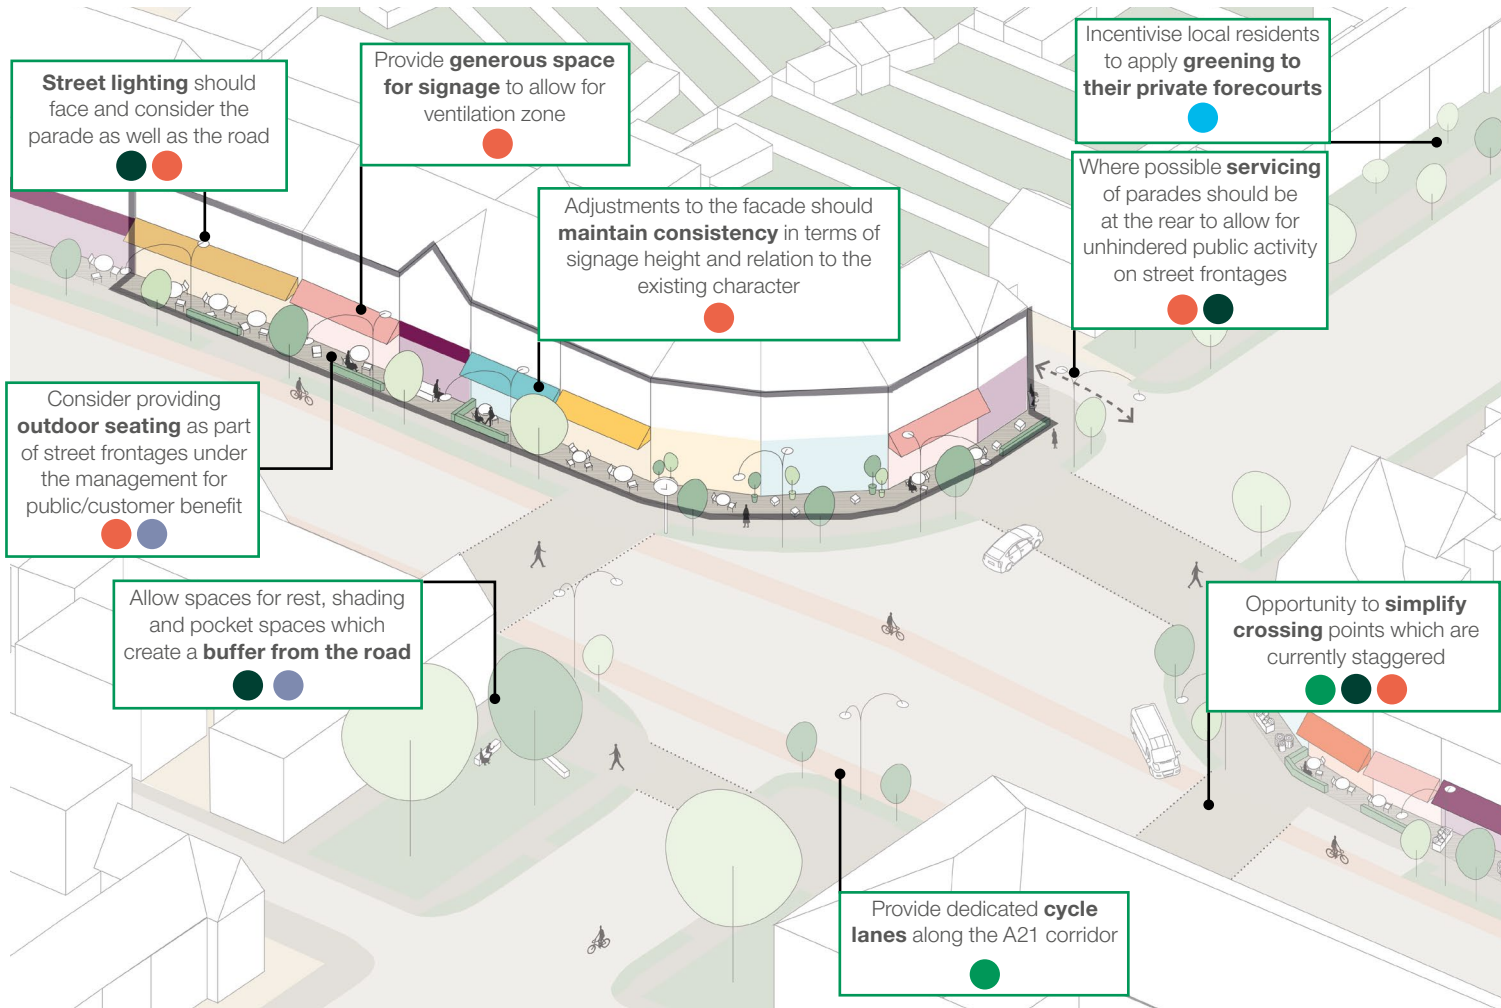 Street lighting should
face and consider the
parade as well as the road
Provide generous space
for signage to allow for
ventilation zone
Incentivise local residents
to apply greening to
their private forecourts
Adjustments to the facade should
maintain consistency in terms of
signage height and relation to the
existing character
Where possible servicing
of parades should be
at the rear to allow for
unhindered public activity
on street frontages
Consider providing
outdoor seating as part
of street frontages under
the management for
public/customer benefit
Allow spaces for rest, shading
and pocket spaces which
create a buffer from the road
Opportunity to simplify
crossing points which are
currently staggered
Provide dedicated cycle
lanes along the A21 corridor